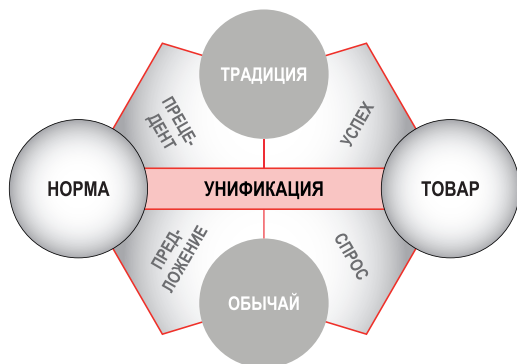 ТРАДИЦИЯ
ПРЕЦЕ-
ДЕНТ
УСПЕХ
НОРМА
УНИФИКАЦИЯ
ТОВАР
ПРЕД-
ЛОЖЕНИЕ
СПРОС
ОБЫЧАЙ